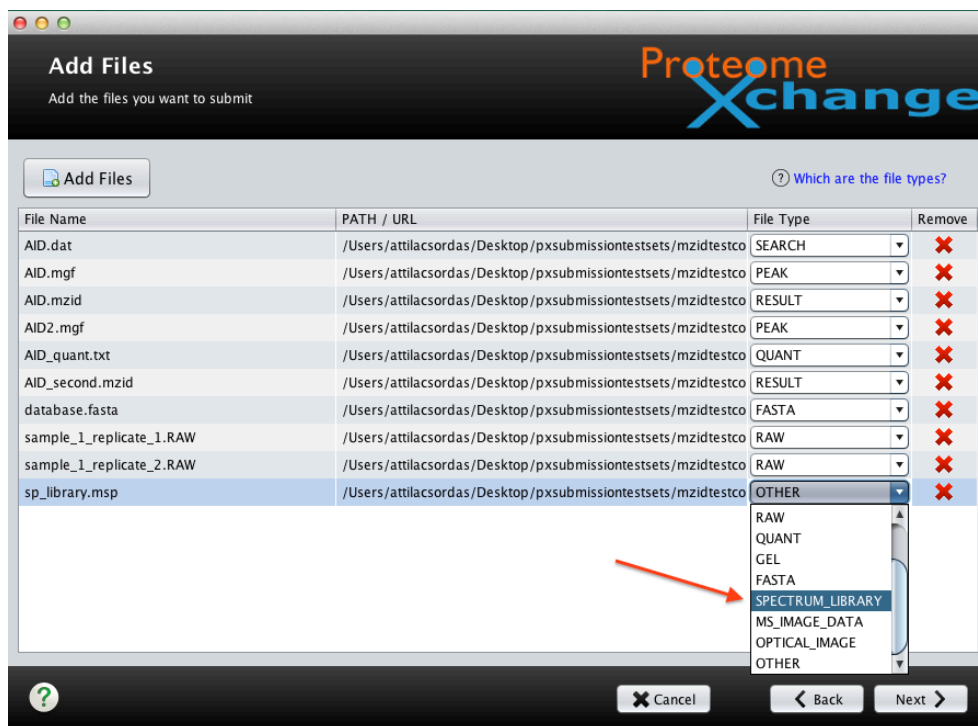 Add Files
Add the files you want to submit
Proteome
Xchange
Add Files
? Which are the file types?
File Name PATH / URL File Type Remove
AID.dat /Users/attilacsordas/Desktop/pxsubmissiontestsets/mzidtestco SEARCH
AID.mgf /Users/attilacsordas/Desktop/pxsubmissiontestsets/mzidtestco PEAK
AID.mzid /Users/attilacsordas/Desktop/pxsubmissiontestsets/mzidtestco RESULT
AID2.mgf /Users/attilacsordas/Desktop/pxsubmissiontestsets/mzidtestco PEAK
AID_quant.txt /Users/attilacsordas/Desktop/pxsubmissiontestsets/mzidtestco QUANT
AID_second.mzid /Users/attilacsordas/Desktop/pxsubmissiontestsets/mzidtestco RESULT
database.fasta /Users/attilacsordas/Desktop/pxsubmissiontestsets/mzidtestco FASTA
sample_1_replicate_1.RAW /Users/attilacsordas/Desktop/pxsubmissiontestsets/mzidtestco RAW
sample_1_replicate_2.RAW /Users/attilacsordas/Desktop/pxsubmissiontestsets/mzidtestco RAW
sp_library.msp /Users/attilacsordas/Desktop/pxsubmissiontestsets/mzidtestco OTHER
RAW
QUANT
GEL
FASTA
SPECTRUM_LIBRARY
MS_IMAGE_DATA
OPTICAL_IMAGE
OTHER
? Cancel Back Next